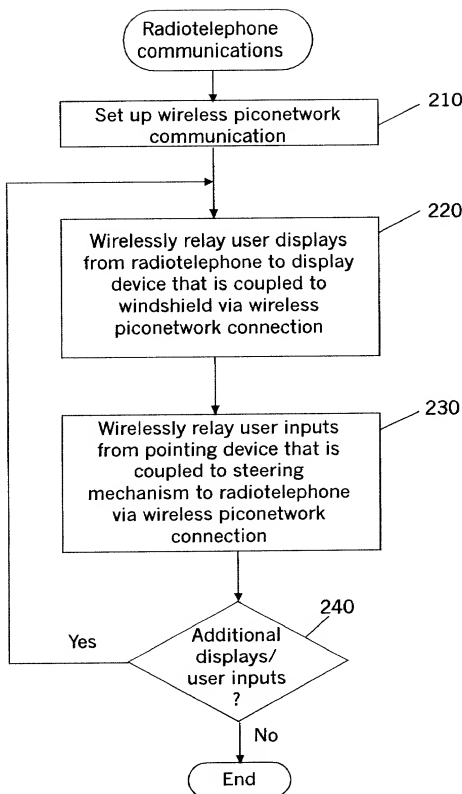 Radiotelephone
communications
Set up wireless piconetwork
communication
210
220
Wirelessly relay user displays
from radiotelephone to display
device that is coupled to
windshield via wireless
piconetwork connection
230
Wirelessly relay user inputs
from pointing device that is
coupled to steering
mechanism to radiotelephone
via wireless piconetwork
connection
240
Yes
Additional
displays/
user inputs
?
No
End